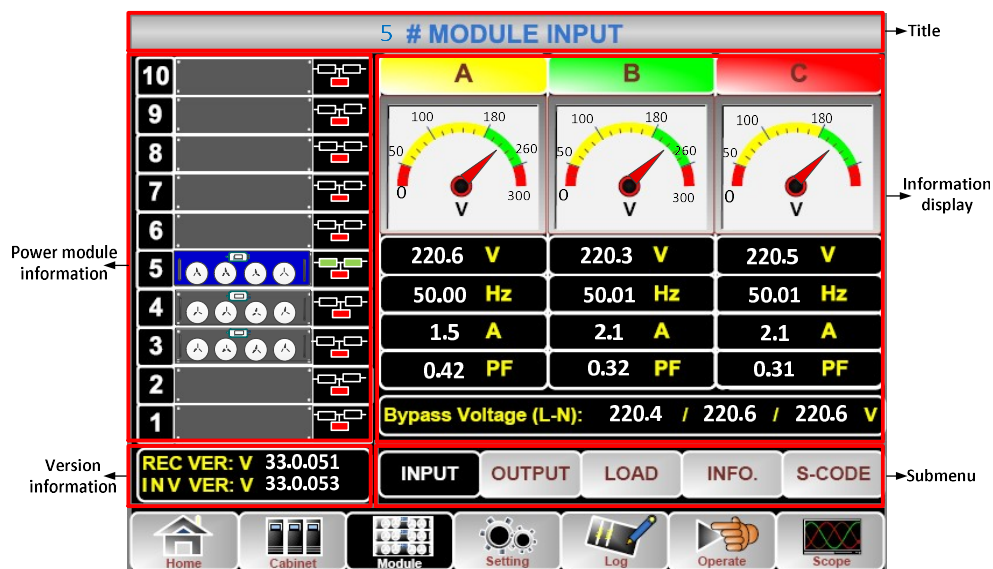 5 # MODULE INPUT
Title
10
9
8
7
6
5
4
3
2
1
Power module
information
A
B
C
0
50
100
180
260
300
V
0
50
100
180
260
300
V
0
50
100
180
V
Information
display
220.6 V
220.3 V
220.5 V
50.00 Hz
50.01 Hz
50.01 Hz
1.5 A
2.1 A
2.1 A
0.42 PF
0.32 PF
0.31 PF
Bypass Voltage (L-N): 220.4 / 220.6 / 220.6 V
Version
information
REC VER: V 33.0.051
INV VER: V 33.0.053
INPUT
OUTPUT
LOAD
INFO.
S-CODE
Submenu
Home
Cabinet
Module
Setting
Log
Operate
Scope